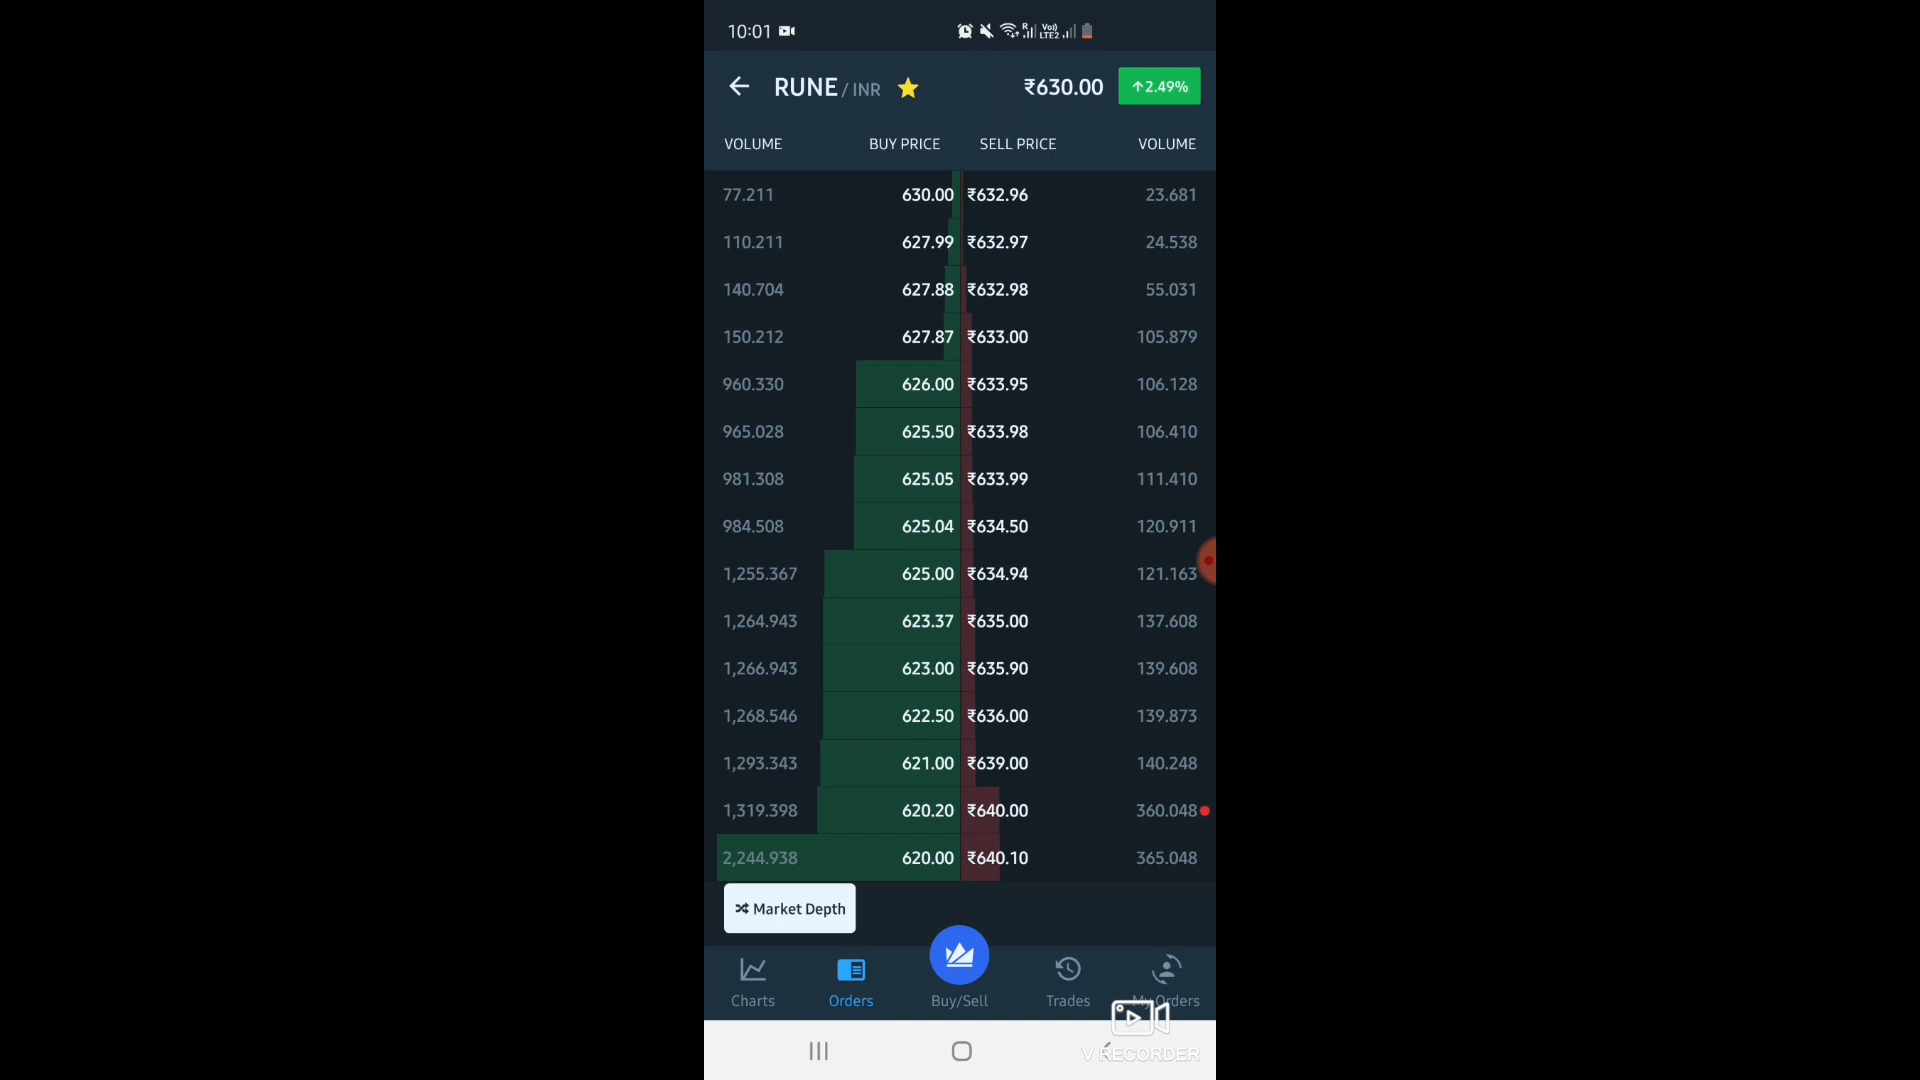 10:01
R Vo) LTE2
RUNE / INR ₹630.00 ↑2.49%
VOLUME BUY PRICE SELL PRICE VOLUME
77.211 630.00 ₹632.96 23.681
110.211 627.99 ₹632.97 24.538
140.704 627.88 ₹632.98 55.031
150.212 627.87 ₹633.00 105.879
960.330 626.00 ₹633.95 106.128
965.028 625.50 ₹633.98 106.410
981.308 625.05 ₹633.99 111.410
984.508 625.04 ₹634.50 120.911
1,255.367 625.00 ₹634.94 121.163
1,264.943 623.37 ₹635.00 137.608
1,266.943 623.00 ₹635.90 139.608
1,268.546 622.50 ₹636.00 139.873
1,293.343 621.00 ₹639.00 140.248
1,319.398 620.20 ₹640.00 360.048
2,244.938 620.00 ₹640.10 365.048
Market Depth
Charts Orders Buy/Sell Trades My Orders
V RECORDER